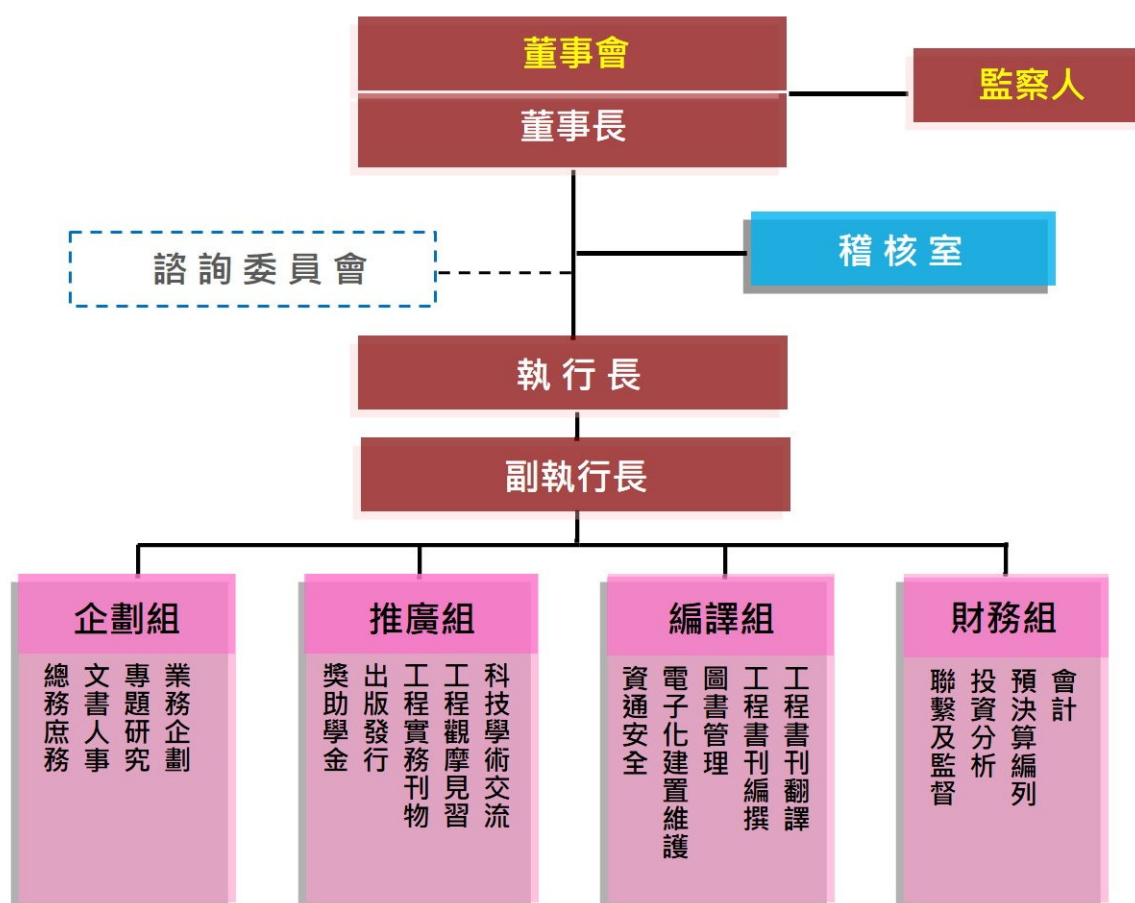 董事會
董事長
監察人
諮詢委員會
稽核室
執行長
副執行長
企劃組
業務企劃
專題研究
文書人事
總務庶務
推廣組
科技學術交流
工程觀摩見習
工程實務刊物
出版發行
獎助學金
編譯組
工程書刊翻譯
工程書刊編撰
圖書管理
電子化建置維護
資通安全
財務組
會計
預決算編列
投資分析
聯繫及監督